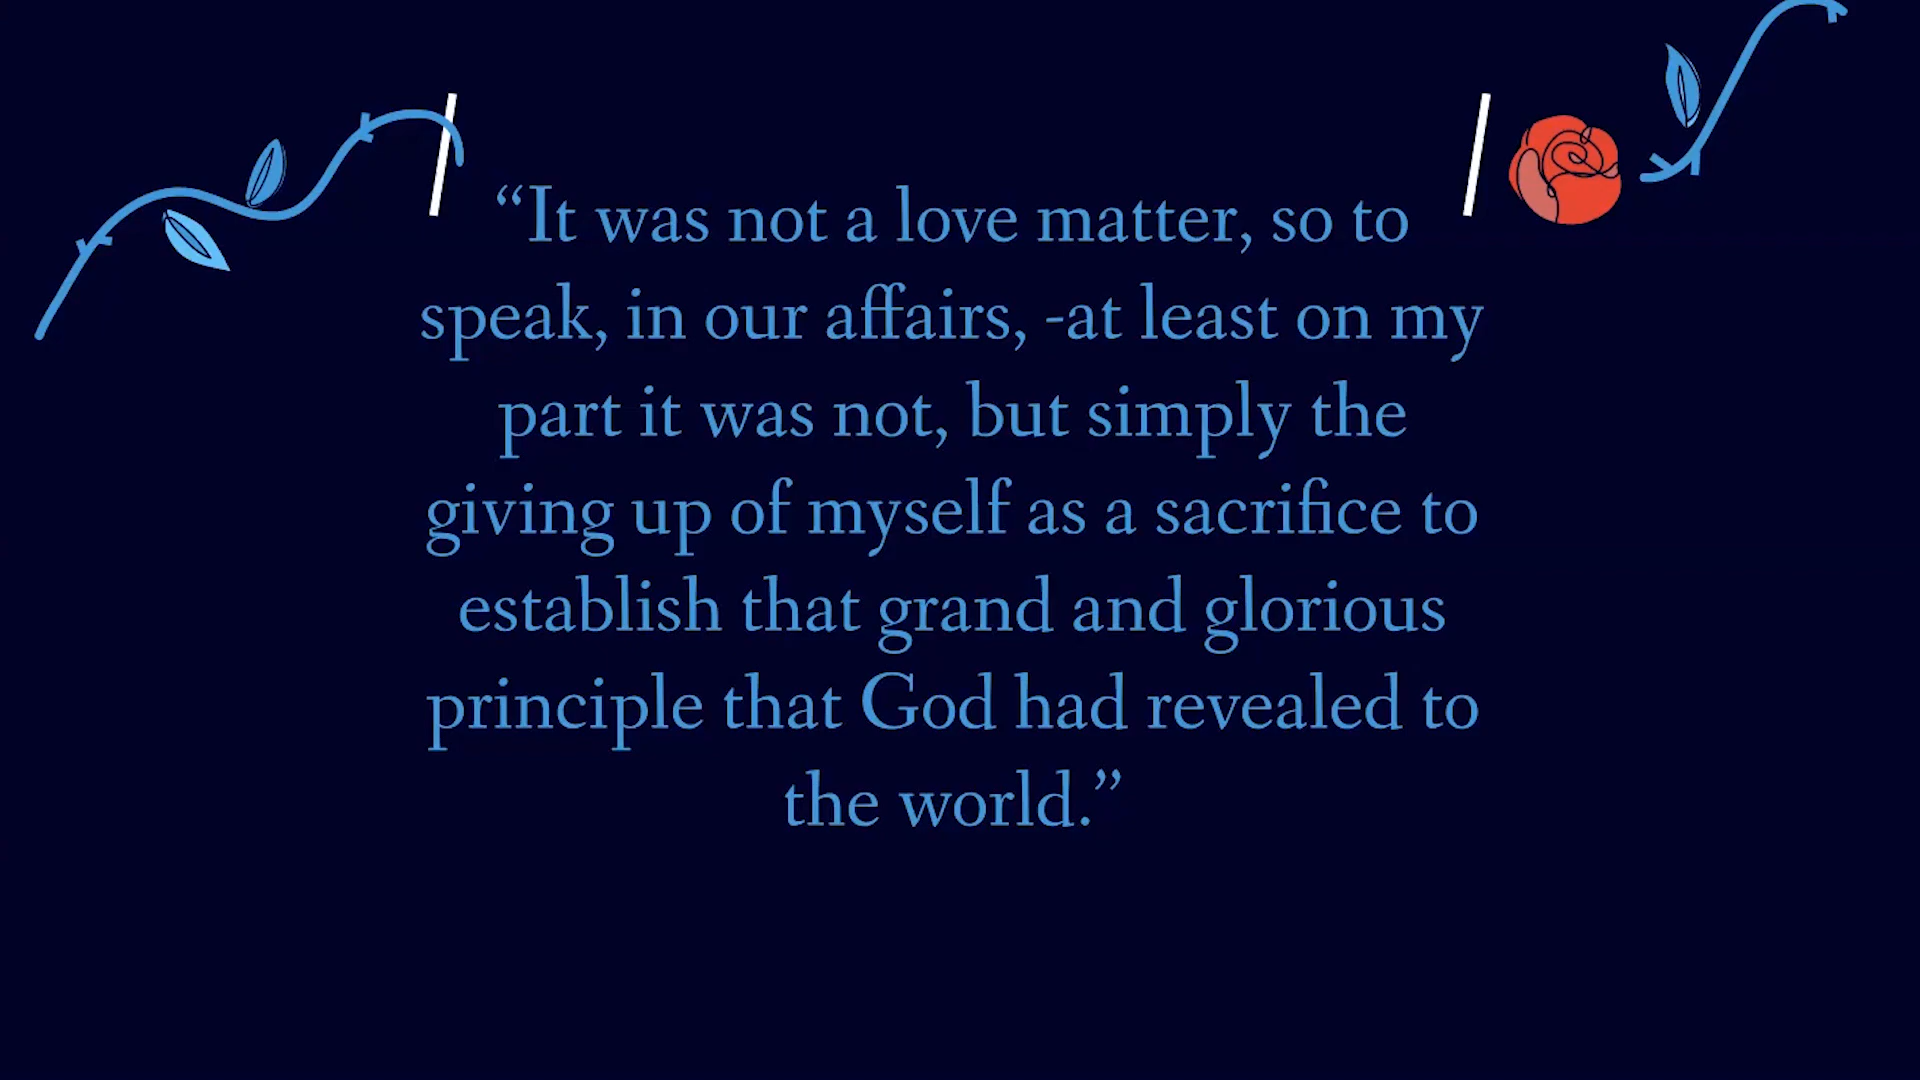 “It was not a love matter, so to
speak, in our affairs, -at least on my
part it was not, but simply the
giving up of myself as a sacrifice to
establish that grand and glorious
principle that God had revealed to
the world.”